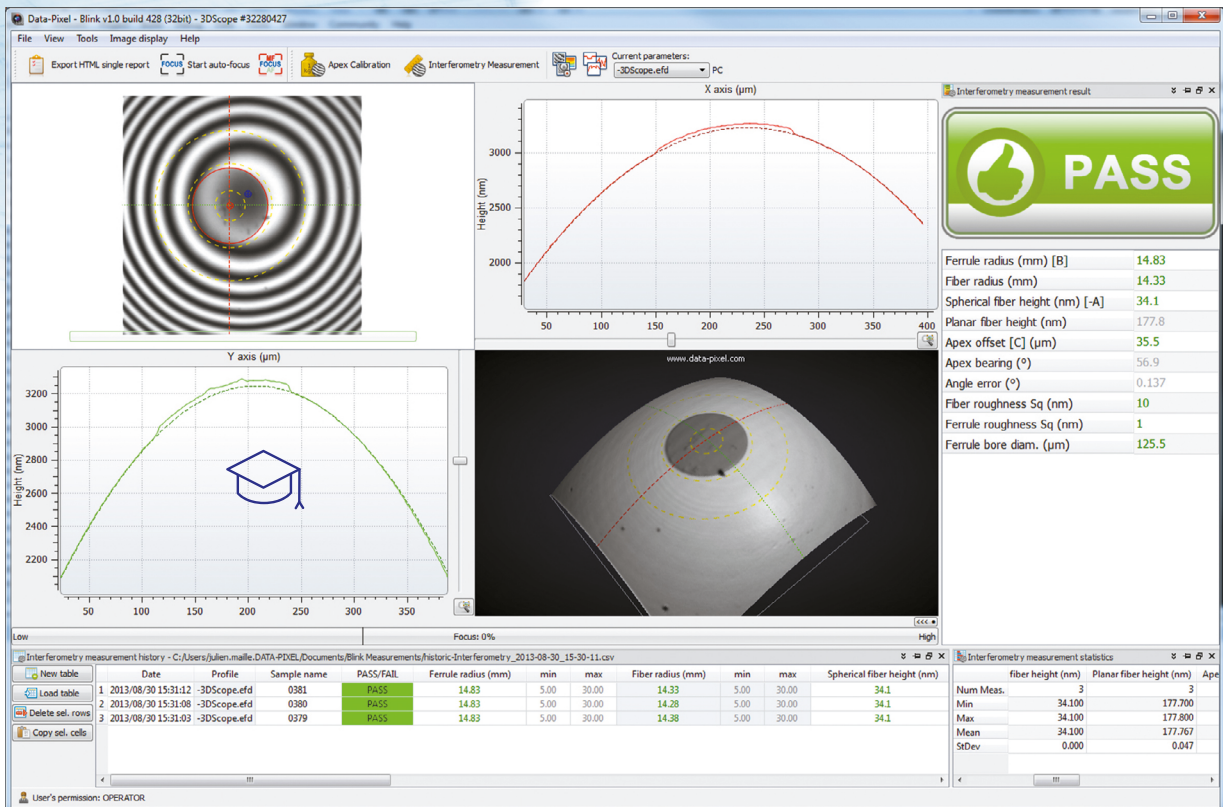 Data-Pixel - Blink v1.0 build 428 (32bit) - 3DScope #32280427
File View Tools Image display Help
Export HTML single report FOCUS Start auto-focus FOCUS Apex Calibration Interferometry Measurement Current parameters:
-3DScope.efd PC
X axis (µm)
Height (nm)
3000
2500
2000
50 100 150 200 250 300 350 400
Y axis (µm)
Height (nm)
3200
3000
2800
2600
2400
2200
50 100 150 200 250 300 350
www.data-pixel.com
<<<
Low Focus: 0% High
Interferometry measurement result
PASS
Ferrule radius (mm) [B] 14.83
Fiber radius (mm) 14.33
Spherical fiber height (nm) [-A] 34.1
Planar fiber height (nm) 177.8
Apex offset [C] (µm) 35.5
Apex bearing (º) 56.9
Angle error (º) 0.137
Fiber roughness Sq (nm) 10
Ferrule roughness Sq (nm) 1
Ferrule bore diam. (µm) 125.5
Interferometry measurement history - C:/Users/julien.maille.DATA-PIXEL/Documents/Blink Measurements/historic-Interferometry_2013-08-30_15-30-11.csv
New table
Load table
Delete sel. rows
Copy sel. cells
Date Profile Sample name PASS/FAIL Ferrule radius (mm) min max Fiber radius (mm) min max Spherical fiber height (nm)
1 2013/08/30 15:31:12 -3DScope.efd 0381 PASS 14.83 5.00 30.00 14.33 5.00 30.00 34.1
2 2013/08/30 15:31:08 -3DScope.efd 0380 PASS 14.83 5.00 30.00 14.28 5.00 30.00 34.1
3 2013/08/30 15:31:03 -3DScope.efd 0379 PASS 14.83 5.00 30.00 14.38 5.00 30.00 34.1
Interferometry measurement statistics
fiber height (nm) Planar fiber height (nm) Ape
Num Meas. 3 3
Min 34.100 177.700
Max 34.100 177.800
Mean 34.100 177.767
StDev 0.000 0.047
User's permission: OPERATOR